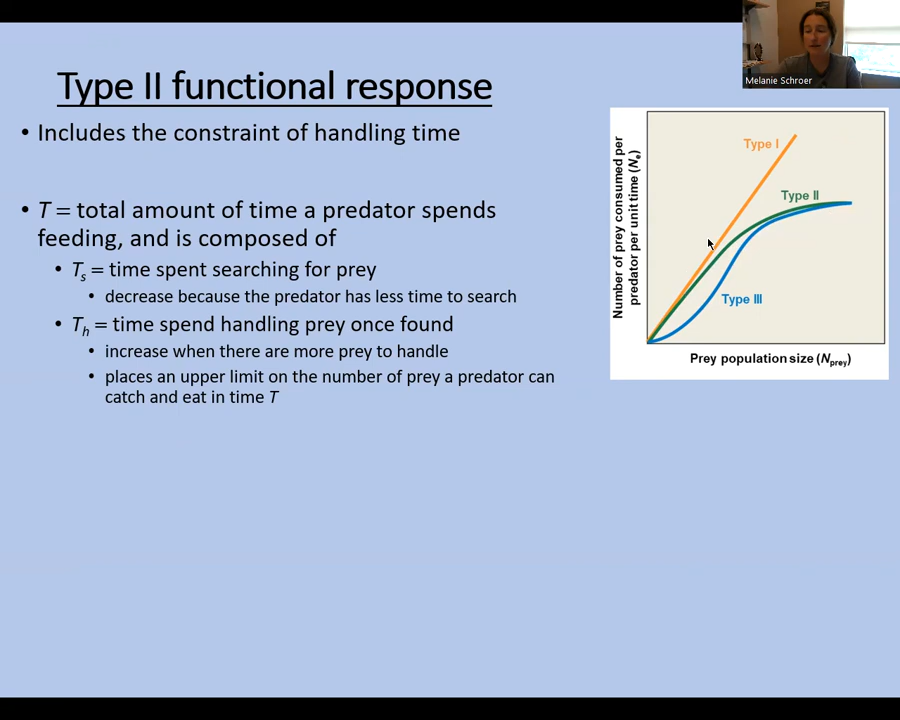 Melanie Schroer
Type II functional response
• Includes the constraint of handling time
• T = total amount of time a predator spends
feeding, and is composed of
• Ts = time spent searching for prey
• decrease because the predator has less time to search
• Th = time spend handling prey once found
• increase when there are more prey to handle
• places an upper limit on the number of prey a predator can
catch and eat in time T
Number of prey consumed per
predator per unit time (Ne)
Type I
Type II
Type III
Prey population size (Nprey)